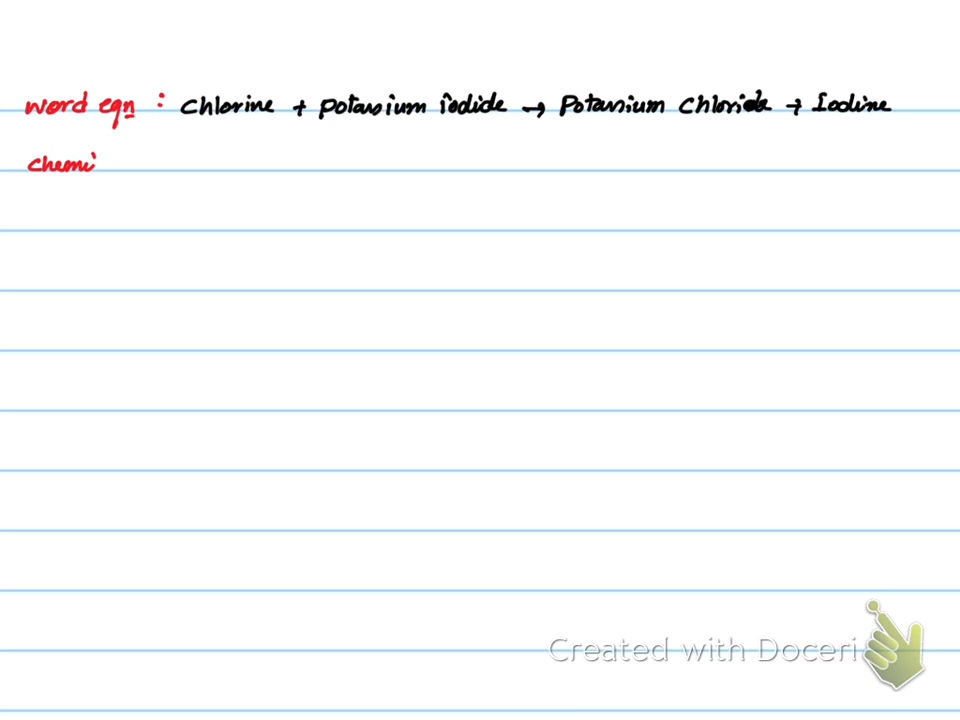 word eqn : Chlorine + potassium iodide → Potassium Chloride + Iodine
chemi
Created with Doceri